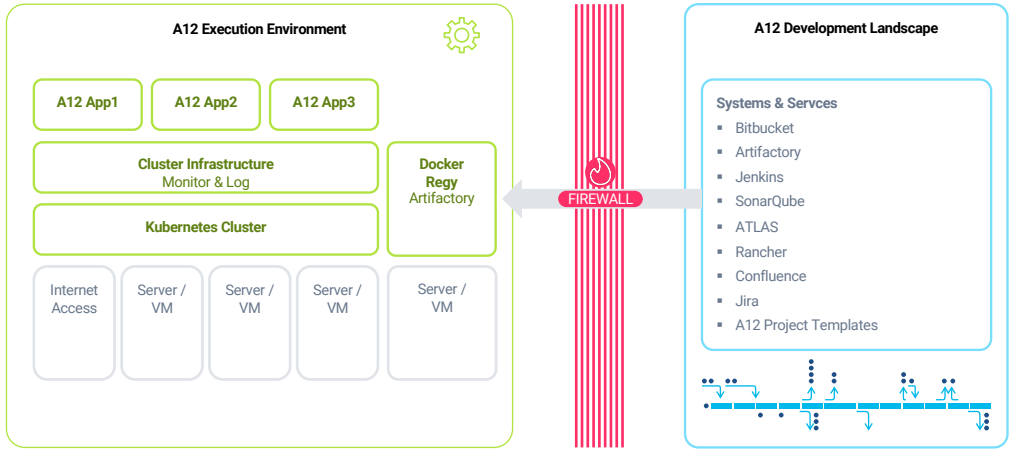 A12 Execution Environment
A12 App1
A12 App2
A12 App3
Cluster Infrastructure
Monitor & Log
Kubernetes Cluster
Docker
Regy
Artifactory
Internet
Access
Server /
VM
Server /
VM
Server /
VM
Server /
VM
FIREWALL
A12 Development Landscape
Systems & Servces
▪ Bitbucket
▪ Artifactory
▪ Jenkins
▪ SonarQube
▪ ATLAS
▪ Rancher
▪ Confluence
▪ Jira
▪ A12 Project Templates